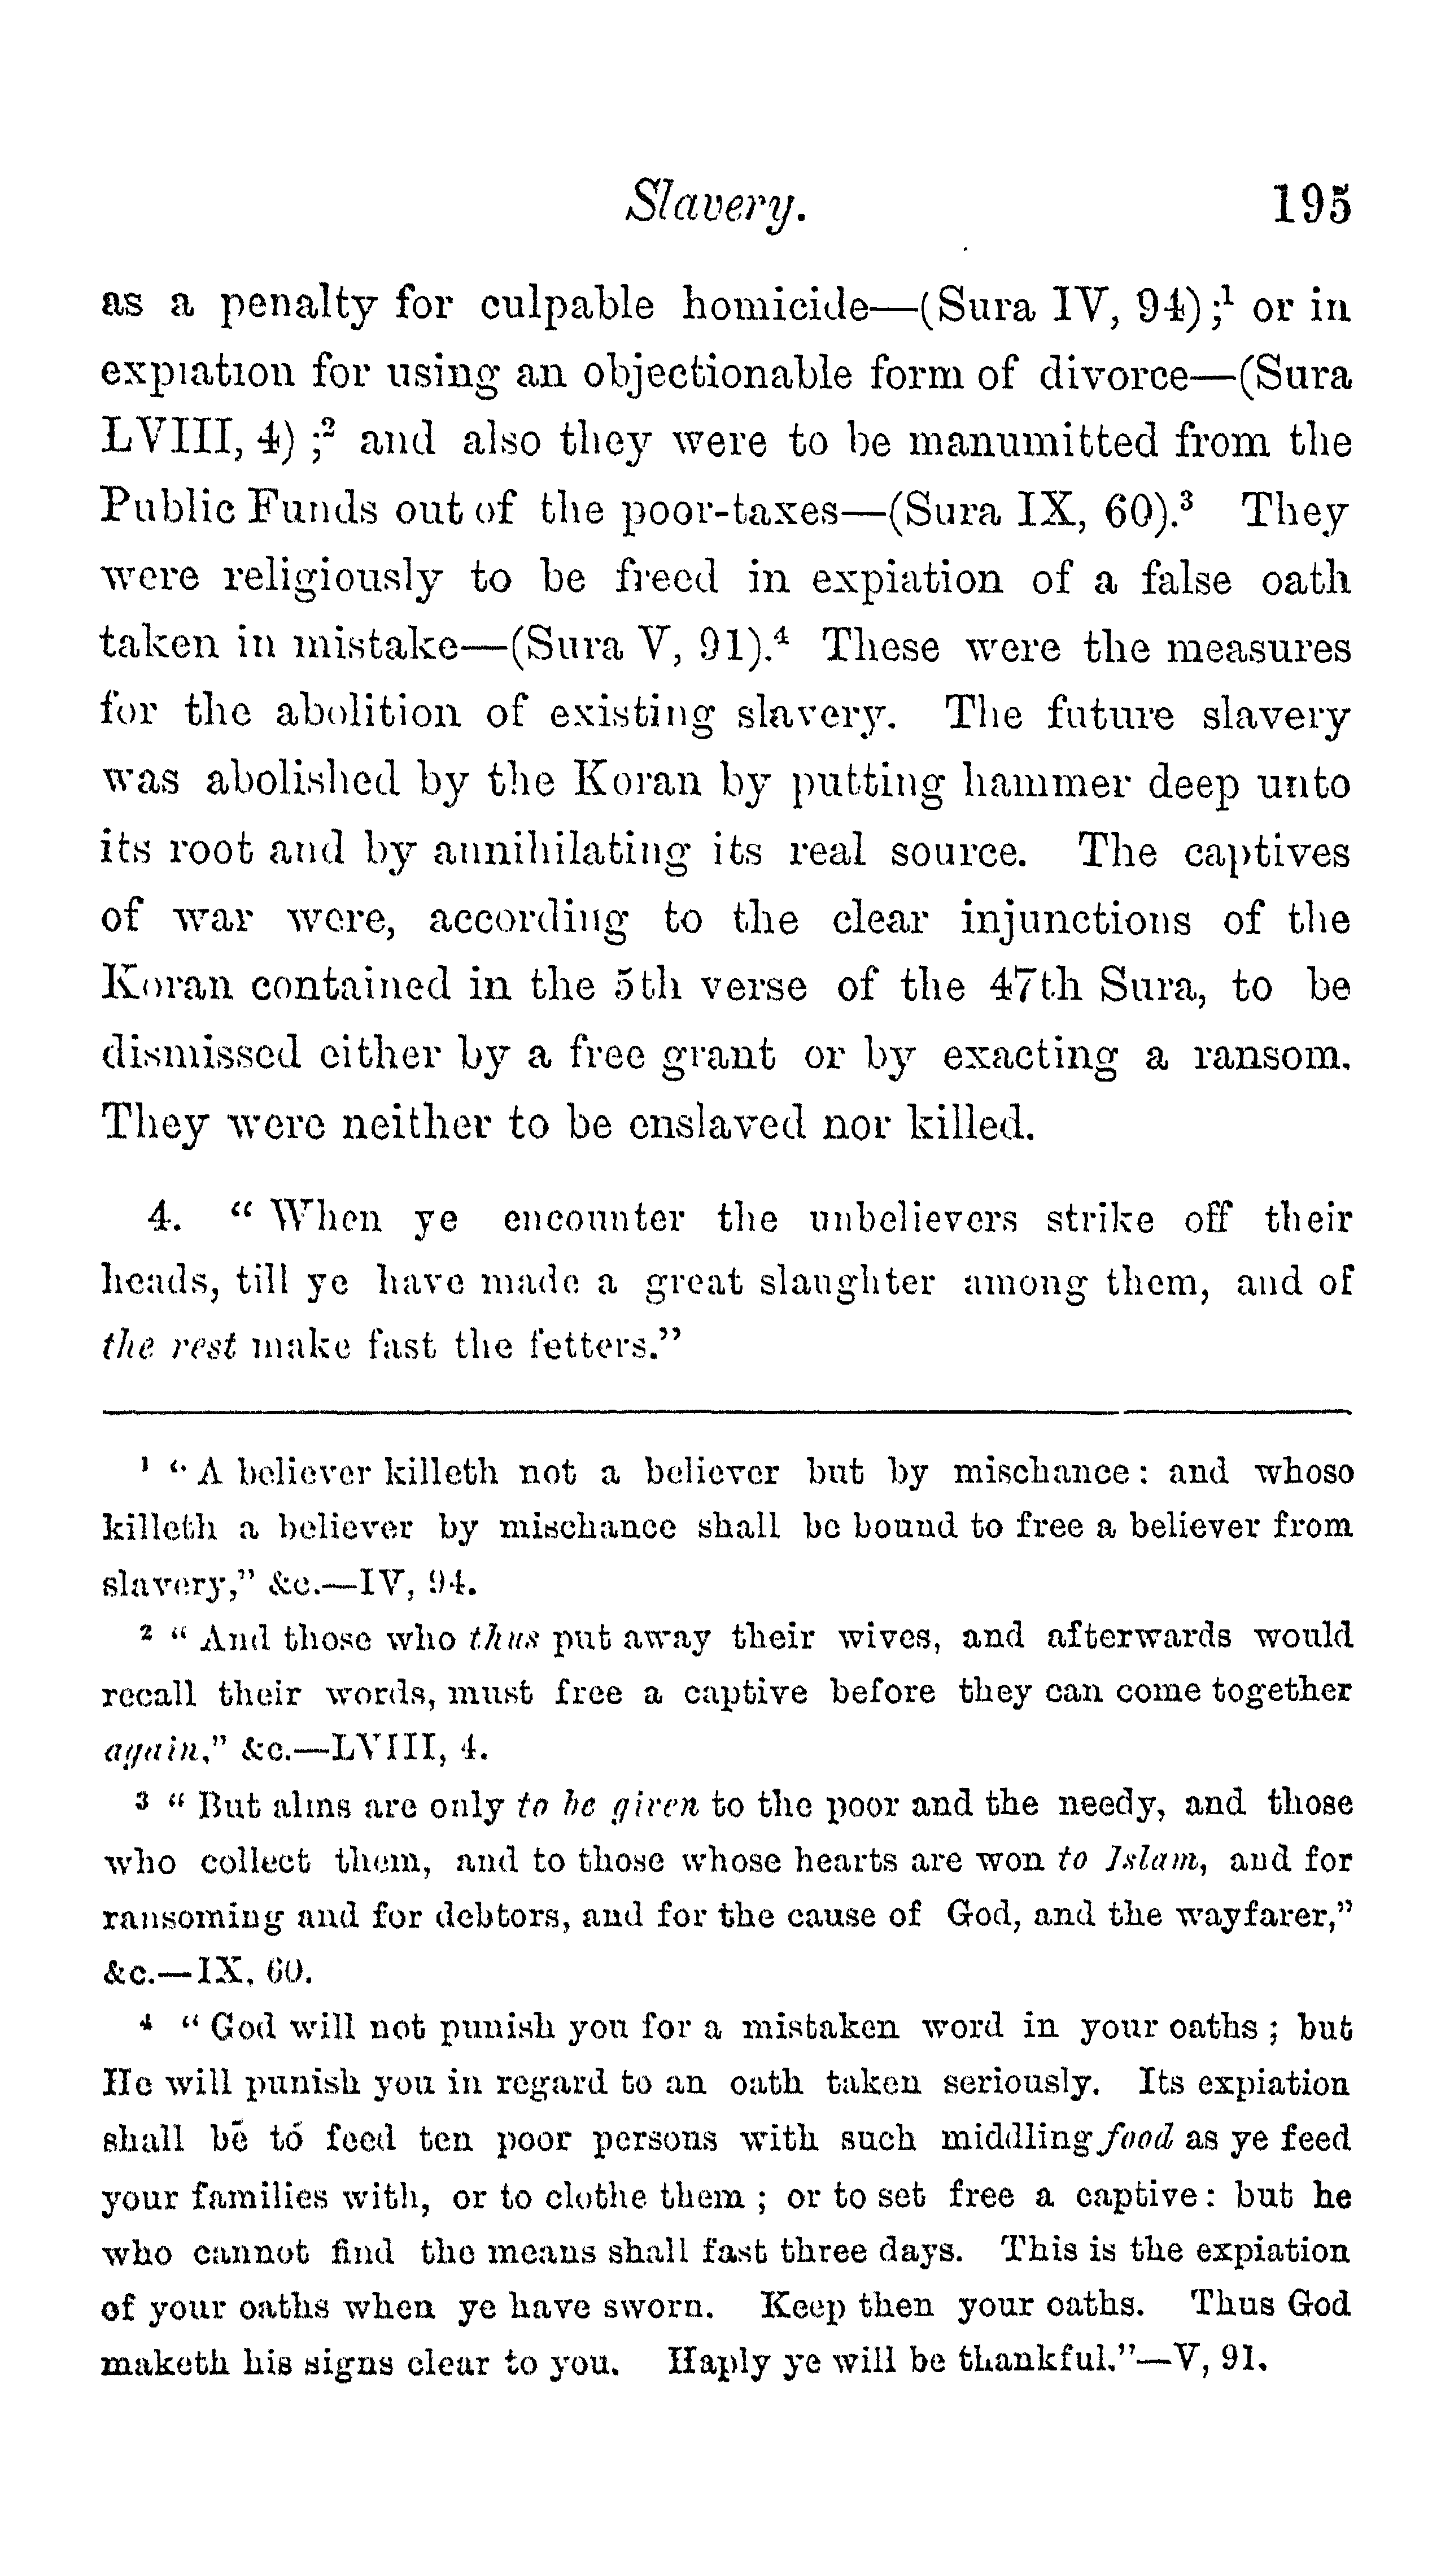 Slavery. 195
as a penalty for culpable homicide—(Sura IV, 94);¹ or in
expiation for using an objectionable form of divorce—(Sura
LVIII, 4) ;² and also they were to be manumitted from the
Public Funds out of the poor-taxes—(Sura IX, 60).³ They
were religiously to be freed in expiation of a false oath
taken in mistake—(Sura V, 91).⁴ These were the measures
for the abolition of existing slavery. The future slavery
was abolished by the Koran by putting hammer deep unto
its root and by annihilating its real source. The captives
of war were, according to the clear injunctions of the
Koran contained in the 5th verse of the 47th Sura, to be
dismissed either by a free grant or by exacting a ransom.
They were neither to be enslaved nor killed.
4. “ When ye encounter the unbelievers strike off their
heads, till ye have made a great slaughter among them, and of
the rest make fast the fetters.”
¹ “ A believer killeth not a believer but by mischance: and whoso
killeth a believer by mischance shall be bound to free a believer from
slavery,” &c.—IV, 94.
² “ And those who thus put away their wives, and afterwards would
recall their words, must free a captive before they can come together
again,” &c.—LVIII, 4.
³ “ But alms are only to be given to the poor and the needy, and those
who collect them, and to those whose hearts are won to Islam, and for
ransoming and for debtors, and for the cause of God, and the wayfarer,”
&c.—IX, 60.
⁴ “ God will not punish you for a mistaken word in your oaths ; but
He will punish you in regard to an oath taken seriously. Its expiation
shall be to feed ten poor persons with such middling food as ye feed
your families with, or to clothe them ; or to set free a captive: but he
who cannot find the means shall fast three days. This is the expiation
of your oaths when ye have sworn. Keep then your oaths. Thus God
maketh his signs clear to you. Haply ye will be thankful.”—V, 91.